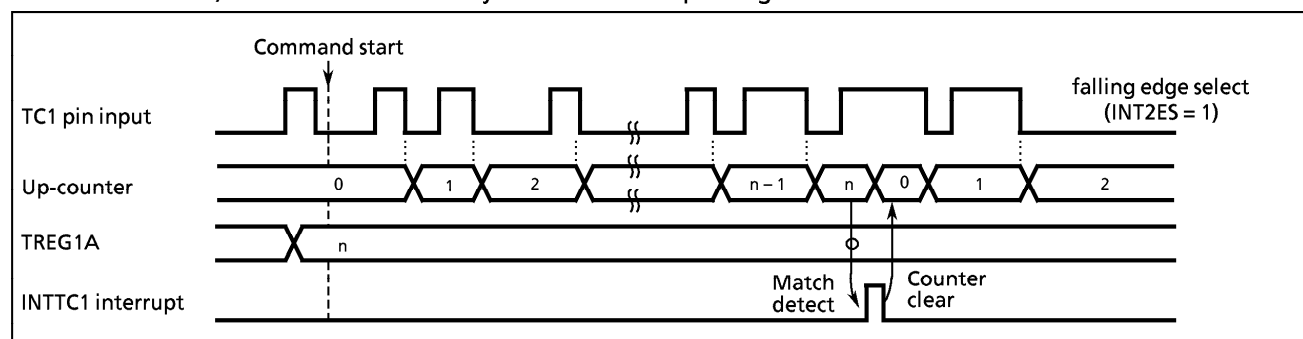 Command start
TC1 pin input
falling edge select
(INT2ES = 1)
Up-counter
0
1
2
n – 1
n
0
1
2
TREG1A
n
INTTC1 interrupt
Match
detect
Counter
clear